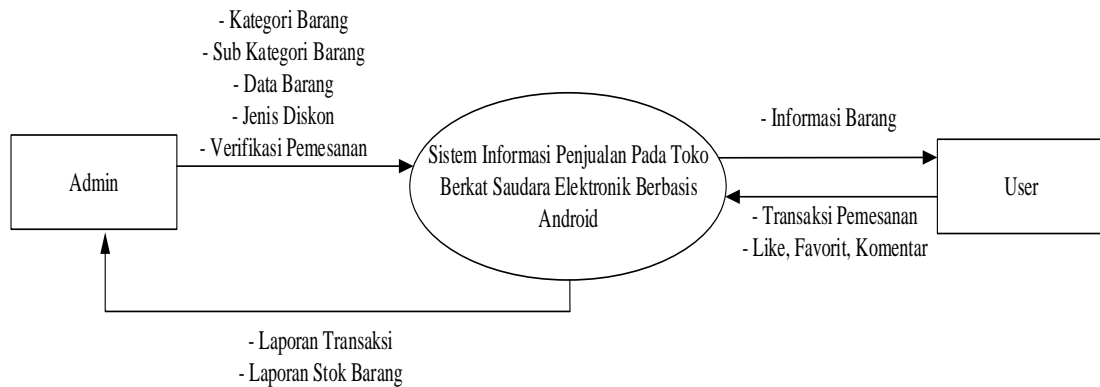 - Kategori Barang
- Sub Kategori Barang
- Data Barang
- Jenis Diskon
- Verifikasi Pemesanan
Admin
Sistem Informasi Penjualan Pada Toko
Berkat Saudara Elektronik Berbasis
Android
- Informasi Barang
User
- Transaksi Pemesanan
- Like, Favorit, Komentar
- Laporan Transaksi
- Laporan Stok Barang